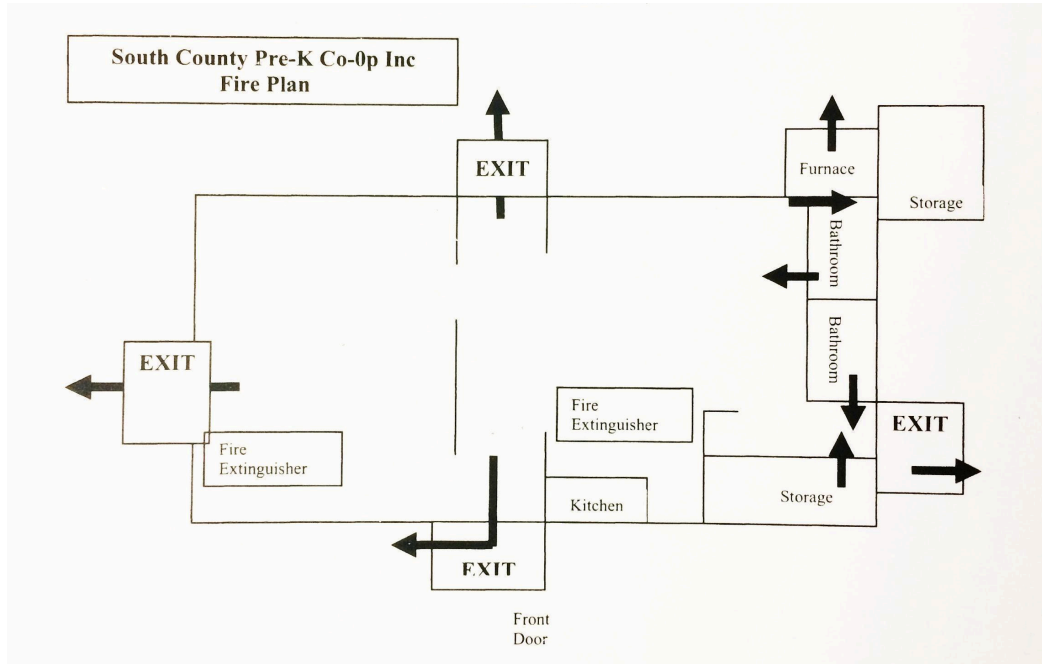 South County Pre-K Co-0p Inc
Fire Plan
EXIT
Furnace
Storage
Bathroom
Bathroom
EXIT
Fire
Extinguisher
Fire
Extinguisher
EXIT
Kitchen
Storage
EXIT
Front
Door